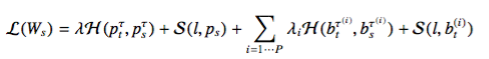 ℒ(W_s) = λℋ(p_t^τ, p_s^τ) + 𝒮(l, p_s) + ∑_{i=1⋯P} λ_iℋ(b_t^{τ^{(i)}}, b_s^{τ^{(i)}}) + 𝒮(l, b_t^{(i)})